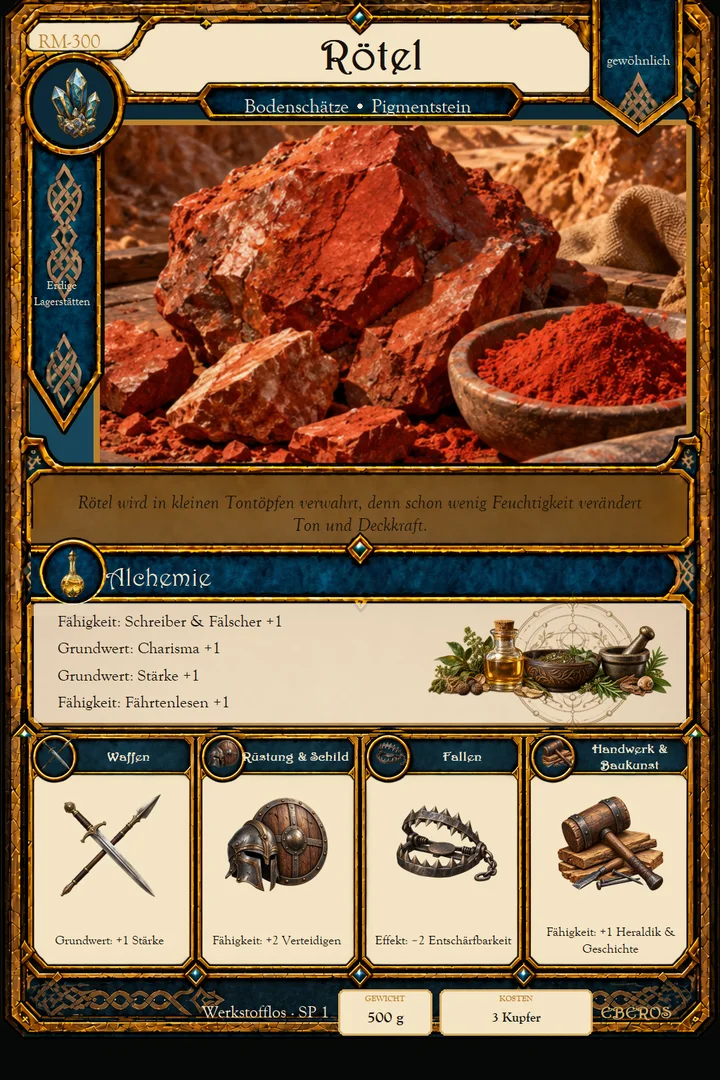 RM-300
Rötel
gewöhnlich
Bodenschätze • Pigmentstein
Erdige
Lagerstätten
Rötel wird in kleinen Tontöpfen verwahrt, denn schon wenig Feuchtigkeit verändert
Ton und Deckkraft.
Alchemie
Fähigkeit: Schreiber & Fälscher +1
Grundwert: Charisma +1
Grundwert: Stärke +1
Fähigkeit: Fährtenlesen +1
Waffen
Rüstung & Schild
Fallen
Handwerk &
Baukunst
Grundwert: +1 Stärke
Fähigkeit: +2 Verteidigen
Effekt: −2 Entschärfbarkeit
Fähigkeit: +1 Heraldik &
Geschichte
Werkstofflos · SP 1
GEWICHT
500 g
KOSTEN
3 Kupfer
EBEROS